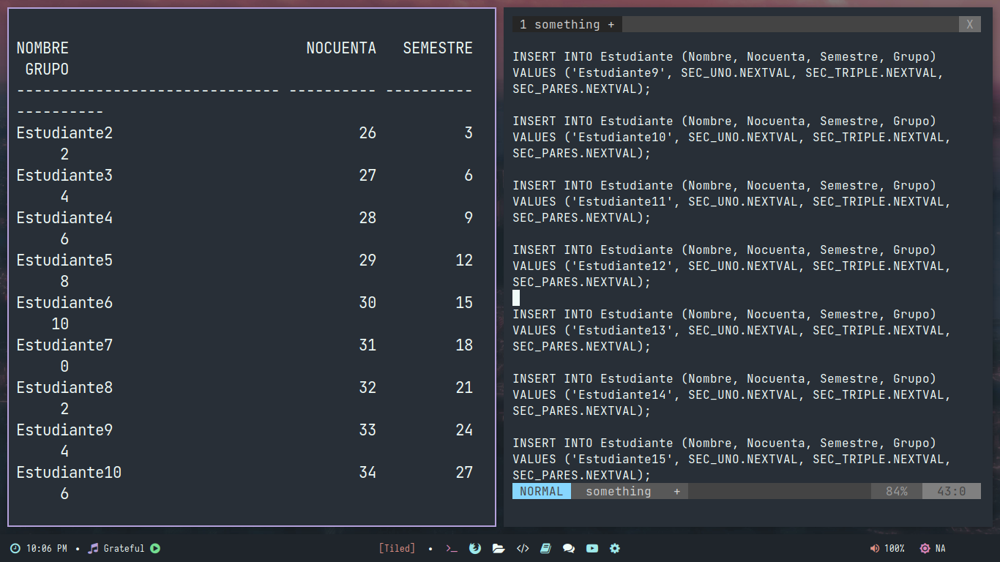 NOMBRE NOCUENTA SEMESTRE
GRUPO
------------------------------ ---------- ----------
----------
Estudiante2 26 3
2
Estudiante3 27 6
4
Estudiante4 28 9
6
Estudiante5 29 12
8
Estudiante6 30 15
10
Estudiante7 31 18
0
Estudiante8 32 21
2
Estudiante9 33 24
4
Estudiante10 34 27
6
1 something + X
INSERT INTO Estudiante (Nombre, Nocuenta, Semestre, Grupo)
VALUES ('Estudiante9', SEC_UNO.NEXTVAL, SEC_TRIPLE.NEXTVAL,
SEC_PARES.NEXTVAL);
INSERT INTO Estudiante (Nombre, Nocuenta, Semestre, Grupo)
VALUES ('Estudiante10', SEC_UNO.NEXTVAL, SEC_TRIPLE.NEXTVAL,
SEC_PARES.NEXTVAL);
INSERT INTO Estudiante (Nombre, Nocuenta, Semestre, Grupo)
VALUES ('Estudiante11', SEC_UNO.NEXTVAL, SEC_TRIPLE.NEXTVAL,
SEC_PARES.NEXTVAL);
INSERT INTO Estudiante (Nombre, Nocuenta, Semestre, Grupo)
VALUES ('Estudiante12', SEC_UNO.NEXTVAL, SEC_TRIPLE.NEXTVAL,
SEC_PARES.NEXTVAL);
INSERT INTO Estudiante (Nombre, Nocuenta, Semestre, Grupo)
VALUES ('Estudiante13', SEC_UNO.NEXTVAL, SEC_TRIPLE.NEXTVAL,
SEC_PARES.NEXTVAL);
INSERT INTO Estudiante (Nombre, Nocuenta, Semestre, Grupo)
VALUES ('Estudiante14', SEC_UNO.NEXTVAL, SEC_TRIPLE.NEXTVAL,
SEC_PARES.NEXTVAL);
INSERT INTO Estudiante (Nombre, Nocuenta, Semestre, Grupo)
VALUES ('Estudiante15', SEC_UNO.NEXTVAL, SEC_TRIPLE.NEXTVAL,
SEC_PARES.NEXTVAL);
NORMAL something + 84% 43:0
10:06 PM • Grateful [Tiled] • >_ </> 100% NA